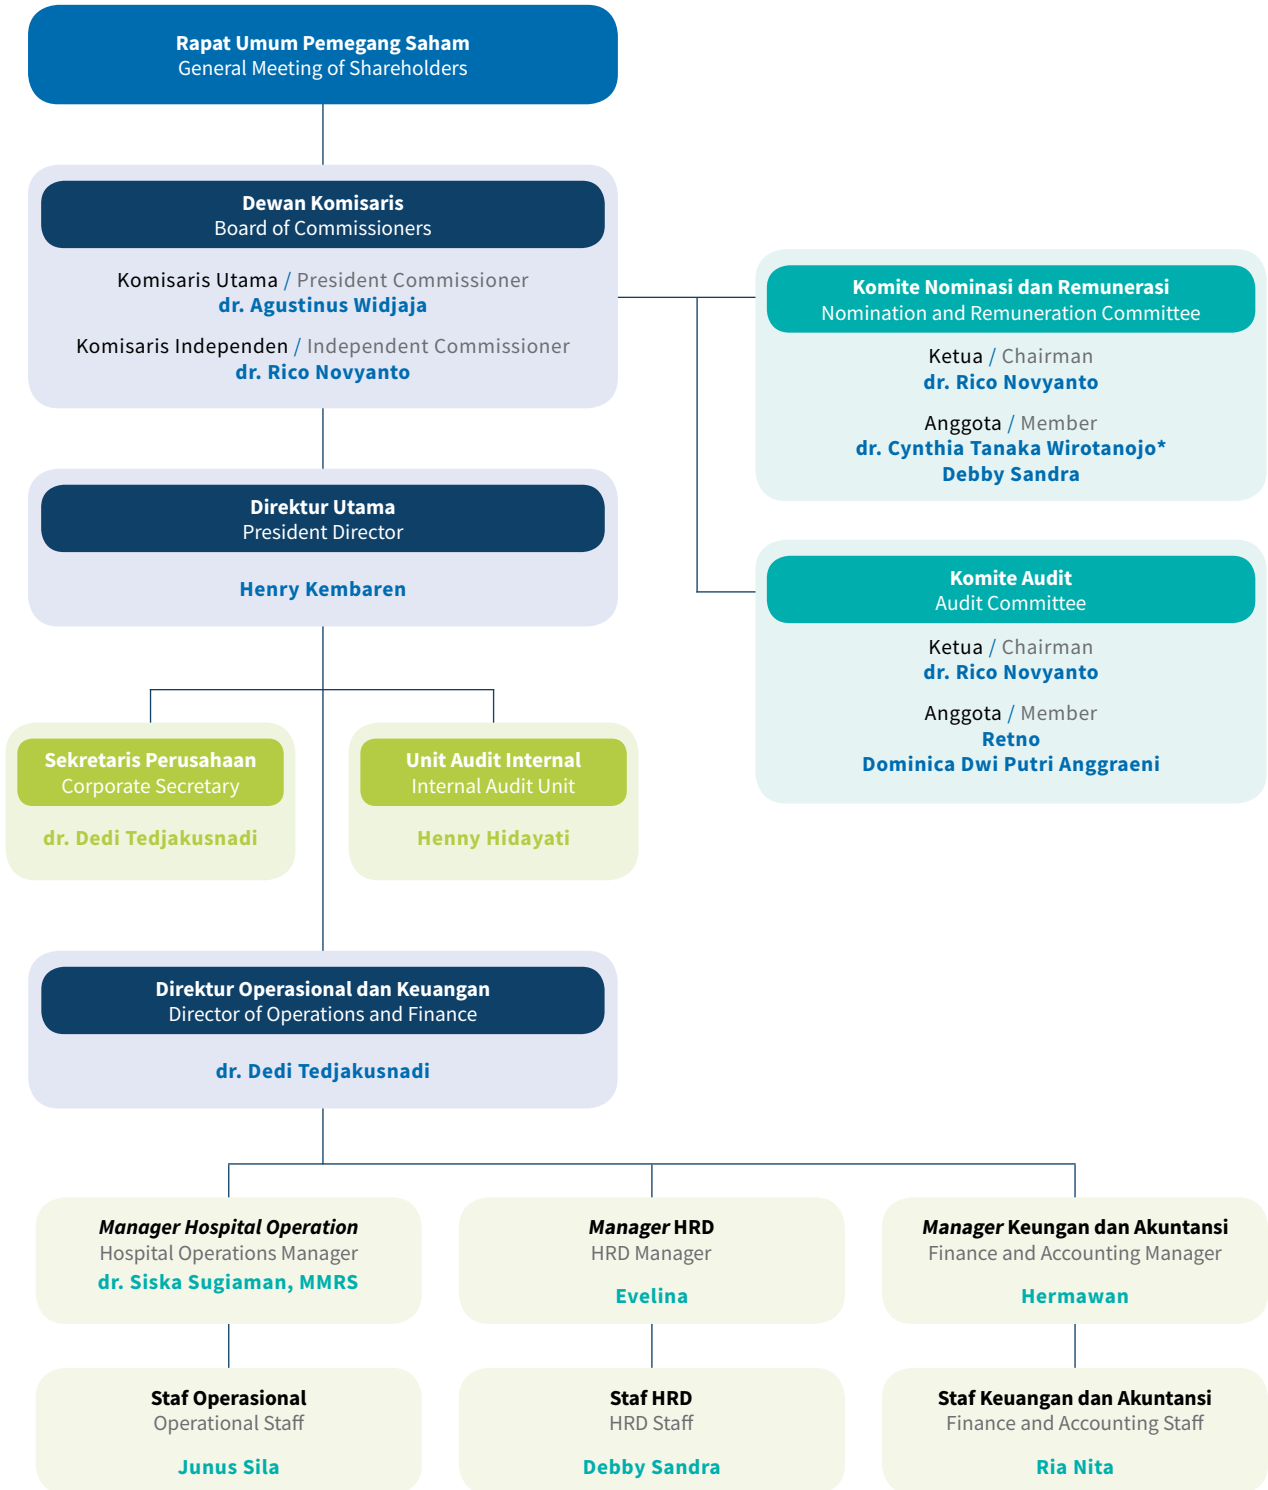 Rapat Umum Pemegang Saham
General Meeting of Shareholders
Dewan Komisaris
Board of Commissioners
Komisaris Utama / President Commissioner
dr. Agustinus Widjaja
Komisaris Independen / Independent Commissioner
dr. Rico Novyanto
Komite Nominasi dan Remunerasi
Nomination and Remuneration Committee
Ketua / Chairman
dr. Rico Novyanto
Anggota / Member
dr. Cynthia Tanaka Wirotanojo*
Debby Sandra
Direktur Utama
President Director
Henry Kembaren
Komite Audit
Audit Committee
Ketua / Chairman
dr. Rico Novyanto
Anggota / Member
Retno
Dominica Dwi Putri Anggraeni
Sekretaris Perusahaan
Corporate Secretary
dr. Dedi Tedjakusnadi
Unit Audit Internal
Internal Audit Unit
Henny Hidayati
Direktur Operasional dan Keuangan
Director of Operations and Finance
dr. Dedi Tedjakusnadi
Manager Hospital Operation
Hospital Operations Manager
dr. Siska Sugiaman, MMRS
Manager HRD
HRD Manager
Evelina
Manager Keungan dan Akuntansi
Finance and Accounting Manager
Hermawan
Staf Operasional
Operational Staff
Junus Sila
Staf HRD
HRD Staff
Debby Sandra
Staf Keuangan dan Akuntansi
Finance and Accounting Staff
Ria Nita